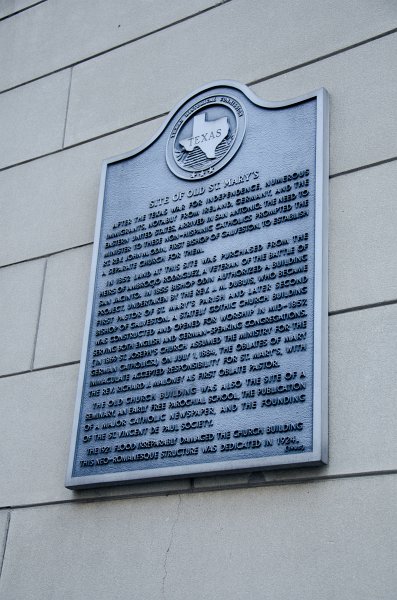 TEXAS
SITE OF OLD ST. MARY'S
AFTER THE TEXAS WAR FOR INDEPENDENCE, NUMEROUS
IMMIGRANTS, NOTABLY FROM IRELAND, GERMANY, AND THE
EASTERN UNITED STATES, ARRIVED IN SAN ANTONIO. THE NEED TO
MINISTER TO THESE NON-HISPANIC CATHOLICS PROMPTED THE
RT. REV. JOHN M. ODIN, FIRST BISHOP OF GALVESTON, TO ESTABLISH
A SEPARATE CHURCH FOR THEM.
IN 1852 LAND AT THIS SITE WAS PURCHASED FROM THE
HEIRS OF AMBROCIO RODRIGUEZ, A VETERAN OF THE BATTLE OF
SAN JACINTO. IN 1855 BISHOP ODIN AUTHORIZED A BUILDING
PROJECT, UNDERTAKEN BY THE REV. J. M. DUBUIS, WHO BECAME
FIRST PASTOR OF ST. MARY'S PARISH AND LATER SECOND
BISHOP OF GALVESTON. A STATELY GOTHIC CHURCH BUILDING
WAS CONSTRUCTED AND OPENED FOR WORSHIP IN MID-1857,
SERVING BOTH ENGLISH AND GERMAN-SPEAKING CONGREGATIONS.
(IN 1869 ST. JOSEPH'S CHURCH ASSUMED THE MINISTRY FOR THE
GERMAN CATHOLICS). ON JULY 1, 1884, THE OBLATES OF MARY
IMMACULATE ACCEPTED RESPONSIBILITY FOR ST. MARY'S, WITH
THE REV. RICHARD J. MALONEY AS FIRST OBLATE PASTOR.
THE OLD CHURCH BUILDING WAS ALSO THE SITE OF A
SEMINARY, AN EARLY FREE PAROCHIAL SCHOOL, THE PUBLICATION
OF A MINOR CATHOLIC NEWSPAPER, AND THE FOUNDING
OF THE ST. VINCENT DE PAUL SOCIETY.
THE 1921 FLOOD IRREPARABLY DAMAGED THE CHURCH BUILDING.
THIS NEO-ROMANESQUE STRUCTURE WAS DEDICATED IN 1924.